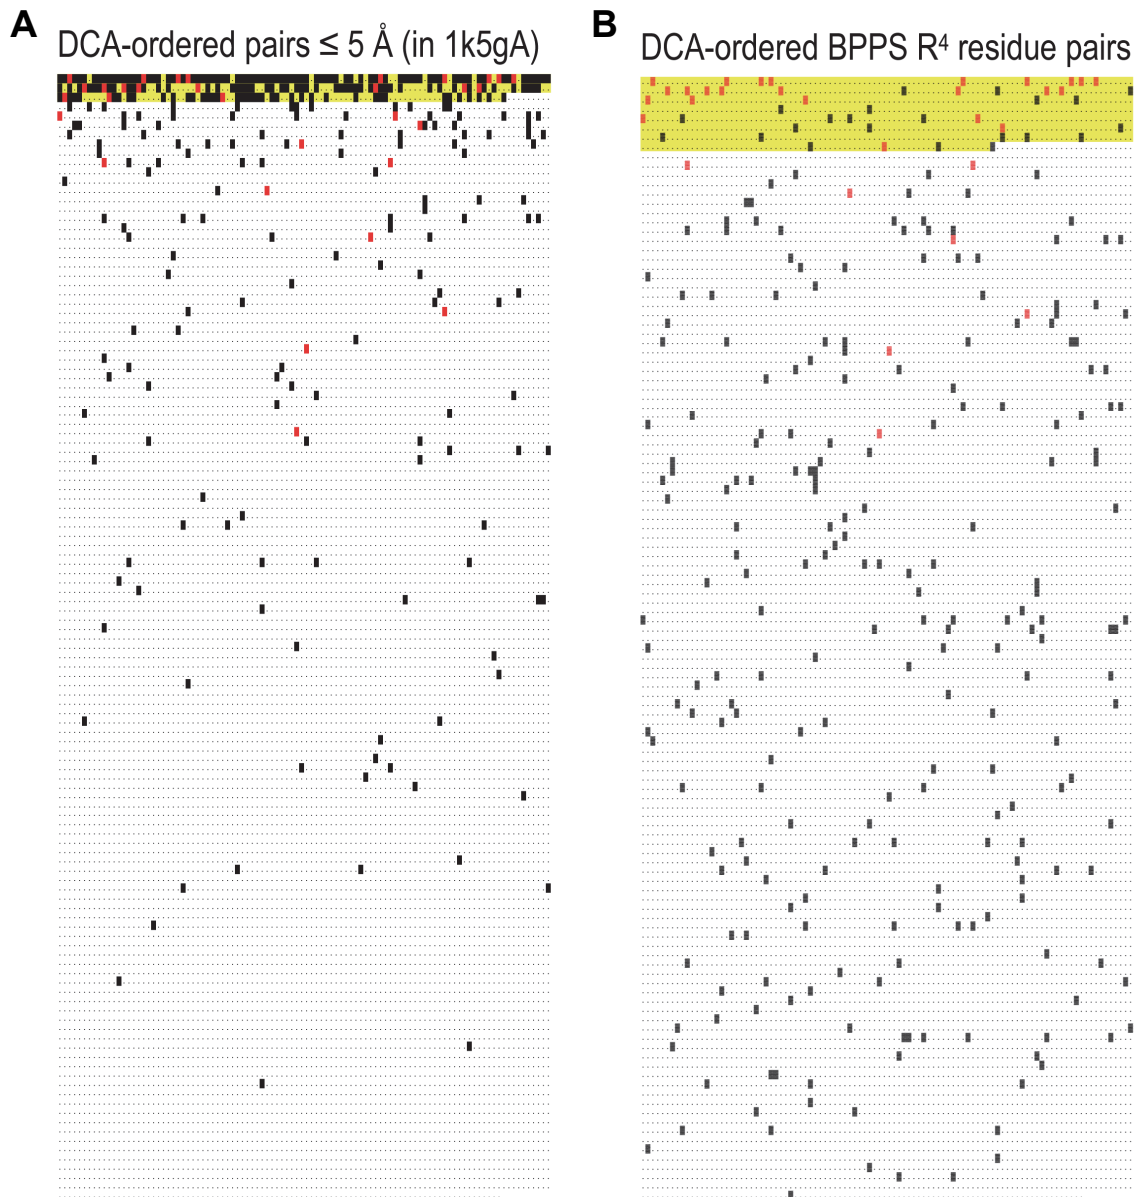 A
DCA-ordered pairs ≤ 5 Å (in 1k5gA)
B
DCA-ordered BPPS R⁴ residue pairs